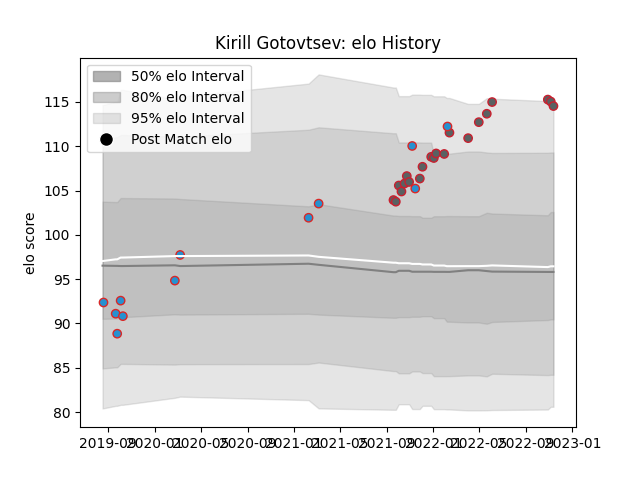 Kirill Gotovtsev: elo History
50% elo Interval
80% elo Interval
95% elo Interval
Post Match elo
elo score
115
110
105
100
95
90
85
80
2019-09 2020-01 2020-05 2020-09 2021-01 2021-05 2021-09 2022-01 2022-05 2022-09 2023-01